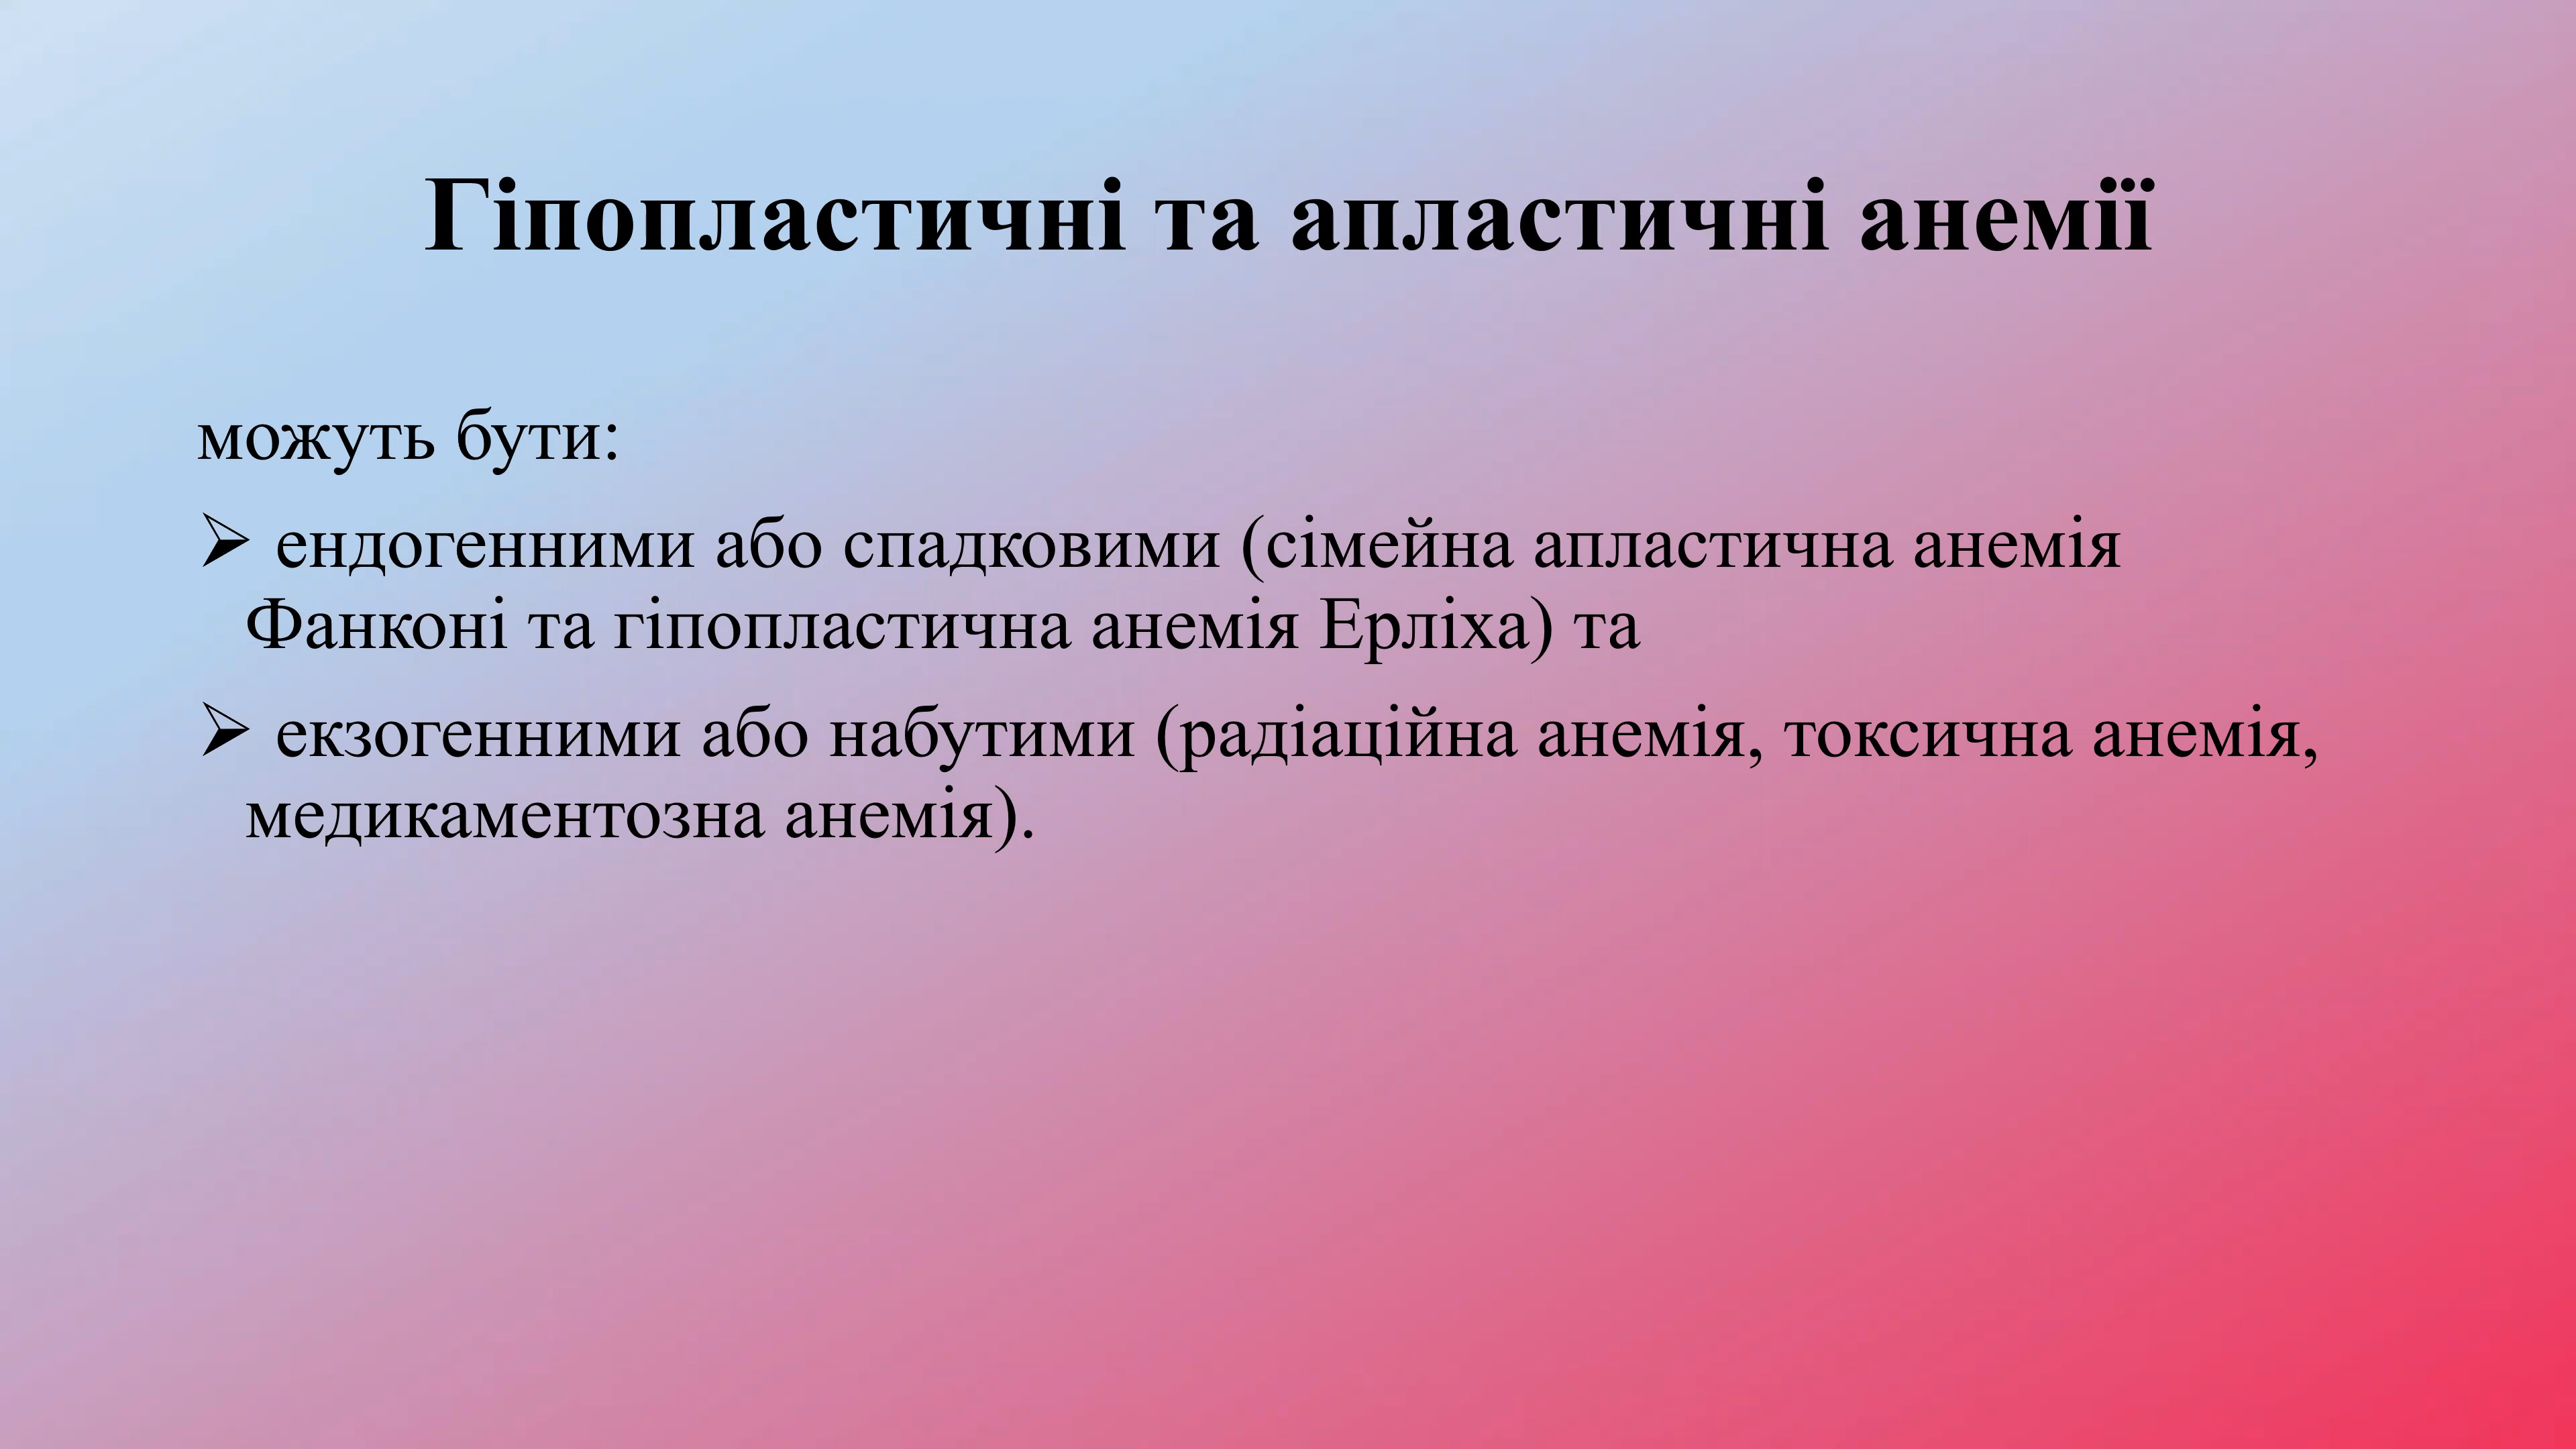 Гіпопластичні та апластичні анемії
можуть бути:
➢ ендогенними або спадковими (сімейна апластична анемія
Фанконі та гіпопластична анемія Ерліха) та
➢ екзогенними або набутими (радіаційна анемія, токсична анемія,
медикаментозна анемія).